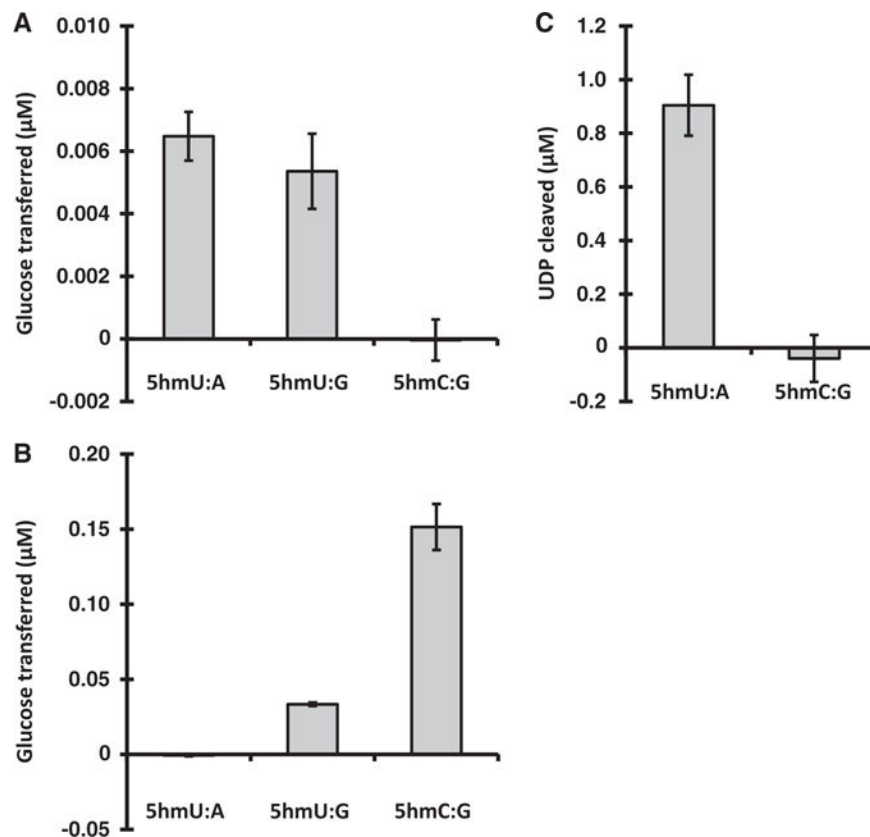 A
Glucose transferred (µM)
0.010
0.008
0.006
0.004
0.002
0
-0.002
5hmU:A 5hmU:G 5hmC:G
C
UDP cleaved (µM)
1.2
1.0
0.8
0.6
0.4
0.2
0
-0.2
5hmU:A 5hmC:G
B
Glucose transferred (µM)
0.20
0.15
0.10
0.05
0
-0.05
5hmU:A 5hmU:G 5hmC:G